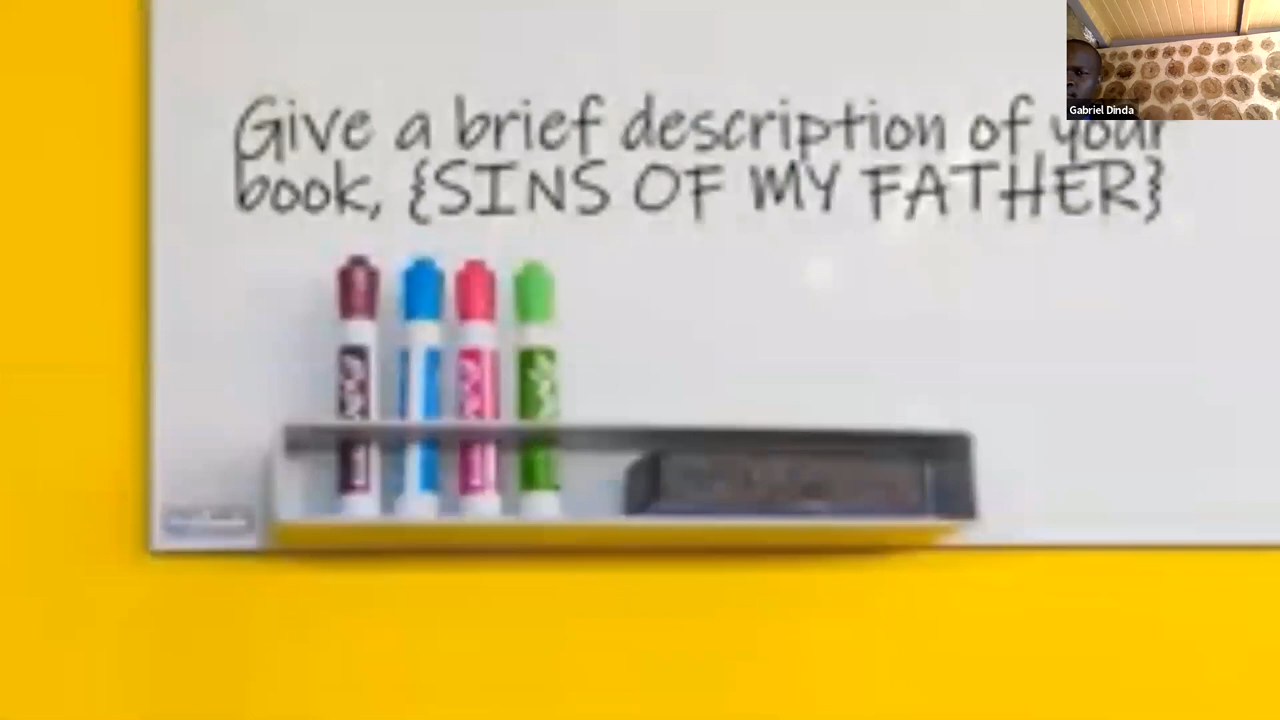 Give a brief description of your
book, {SINS OF MY FATHER}
Gabriel Dinda